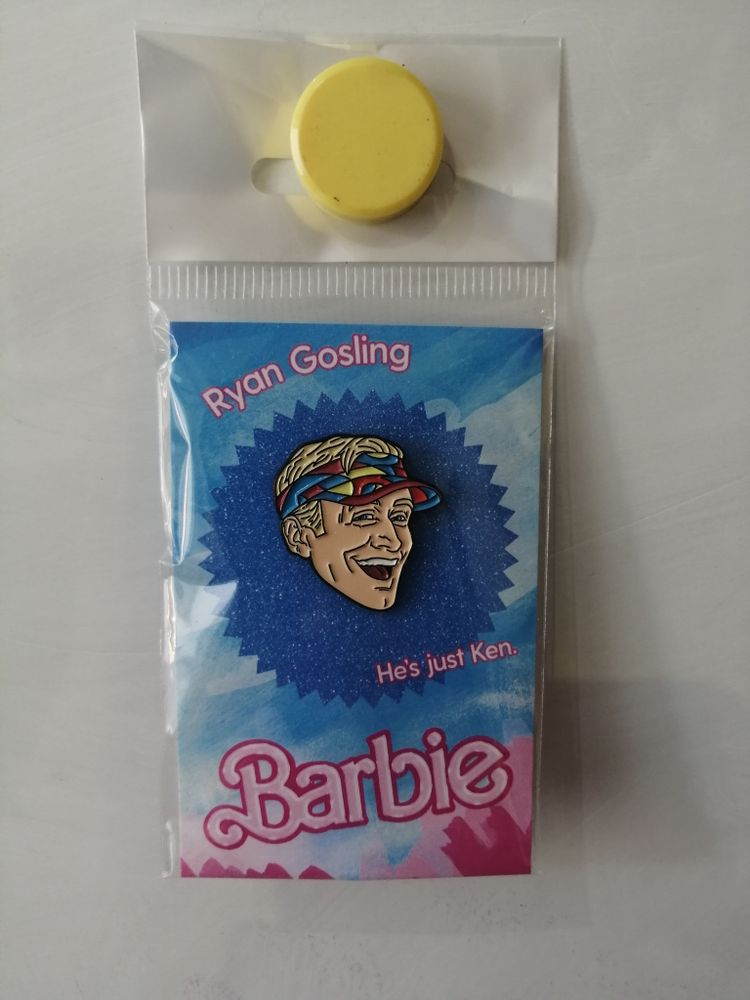 Ryan Gosling
He's just Ken.
Barbie